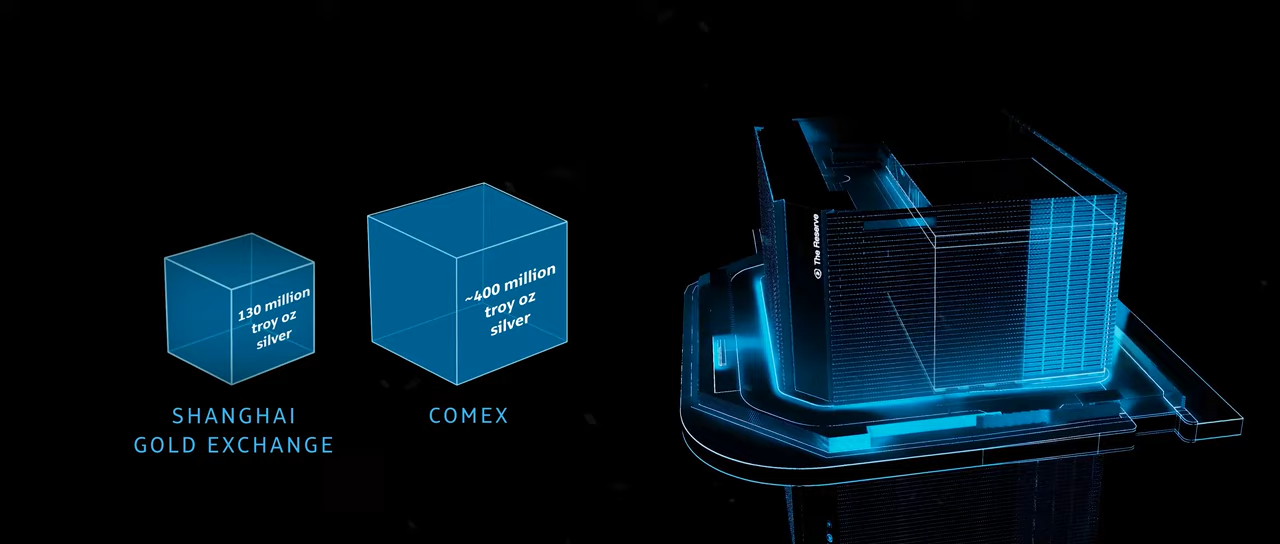 130 million
troy oz
silver
~400 million
troy oz
silver
SHANGHAI
GOLD EXCHANGE
COMEX
The Reserve